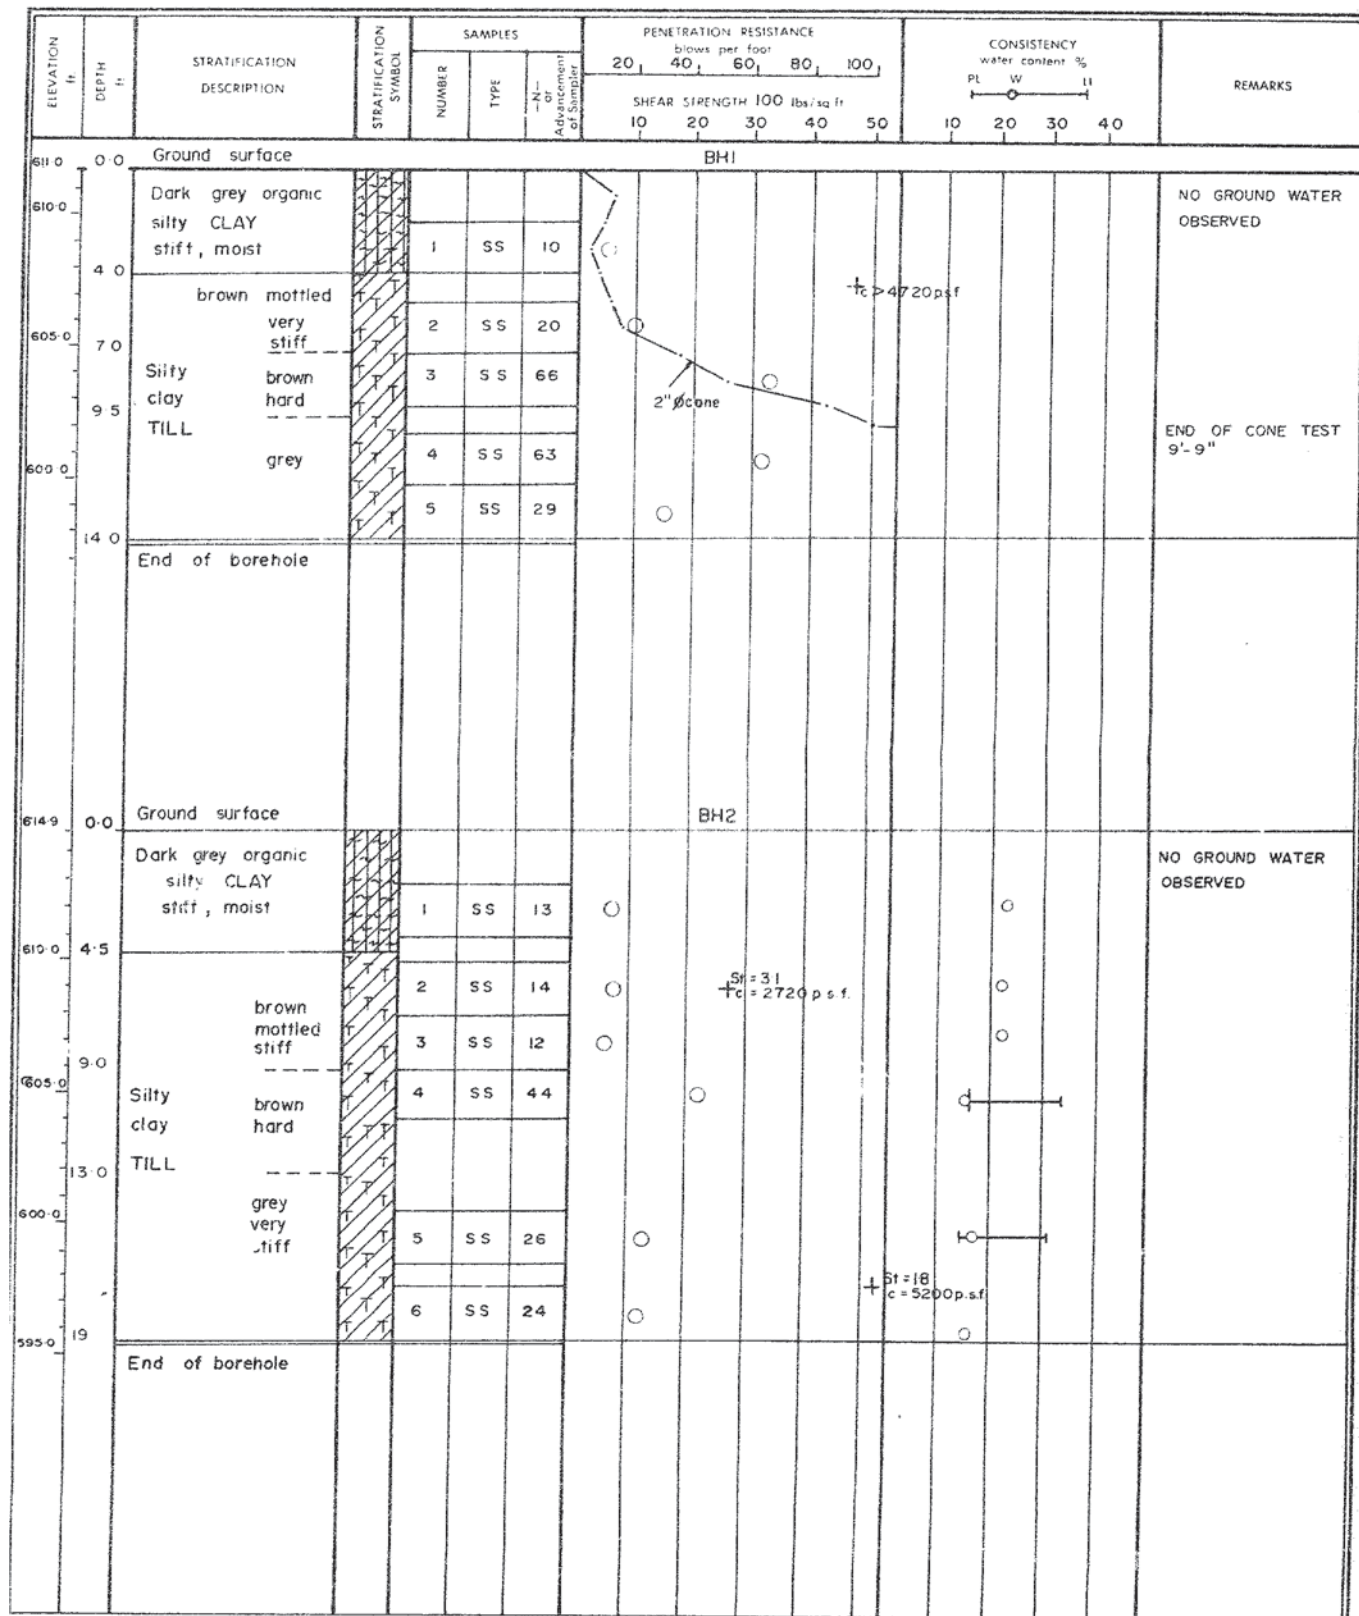 ELEVATION ft.
DEPTH ft
STRATIFICATION DESCRIPTION
STRATIFICATION SYMBOL
SAMPLES
NUMBER
TYPE
—N— or Advancement of Sampler
PENETRATION RESISTANCE
blows per foot
20 40 60 80 100
SHEAR STRENGTH 100 lbs/sq ft
10 20 30 40 50
CONSISTENCY
water content %
PL W LI
10 20 30 40
REMARKS
611·0 0·0 Ground surface BH1
610·0
Dark grey organic
silty CLAY
stiff, moist
1 SS 10
NO GROUND WATER
OBSERVED
4 0
brown mottled
very
stiff
2 SS 20
c > 4720 p.s.f
605·0
7 0
Silty
clay
TILL
brown
hard
3 SS 66
2"Ø cone
9 5
END OF CONE TEST
9'-9"
grey
4 SS 63
600 0
5 SS 29
14 0
End of borehole
614·9 0·0 Ground surface BH2
Dark grey organic
silty CLAY
stiff, moist
1 SS 13
NO GROUND WATER
OBSERVED
610·0 4·5
brown
mottled
stiff
2 SS 14
St = 3 1
c = 2720 p s.f.
3 SS 12
9·0
605·0
Silty
clay
TILL
brown
hard
4 SS 44
13·0
600·0
grey
very
stiff
5 SS 26
St = 1 8
c = 5200 p.s.f
6 SS 24
595·0 19
End of borehole